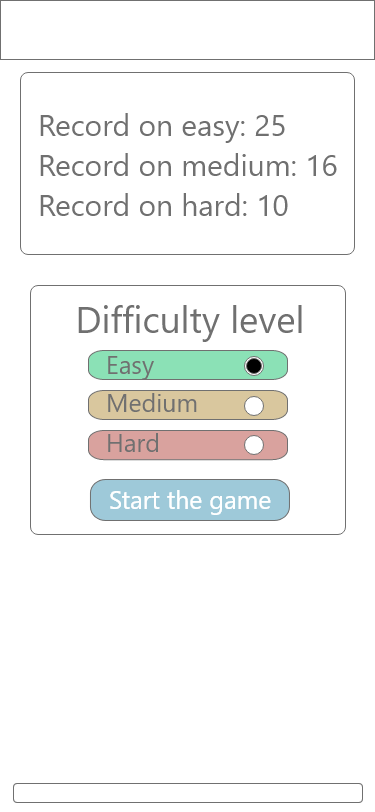 Record on easy: 25
Record on medium: 16
Record on hard: 10
Difficulty level
Easy
Medium
Hard
Start the game